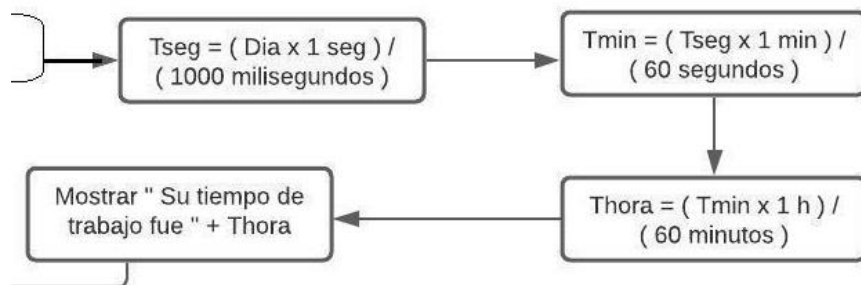 Tseg = ( Dia x 1 seg ) /
( 1000 milisegundos )
Tmin = ( Tseg x 1 min ) /
( 60 segundos )
Thora = ( Tmin x 1 h ) /
( 60 minutos )
Mostrar " Su tiempo de
trabajo fue " + Thora